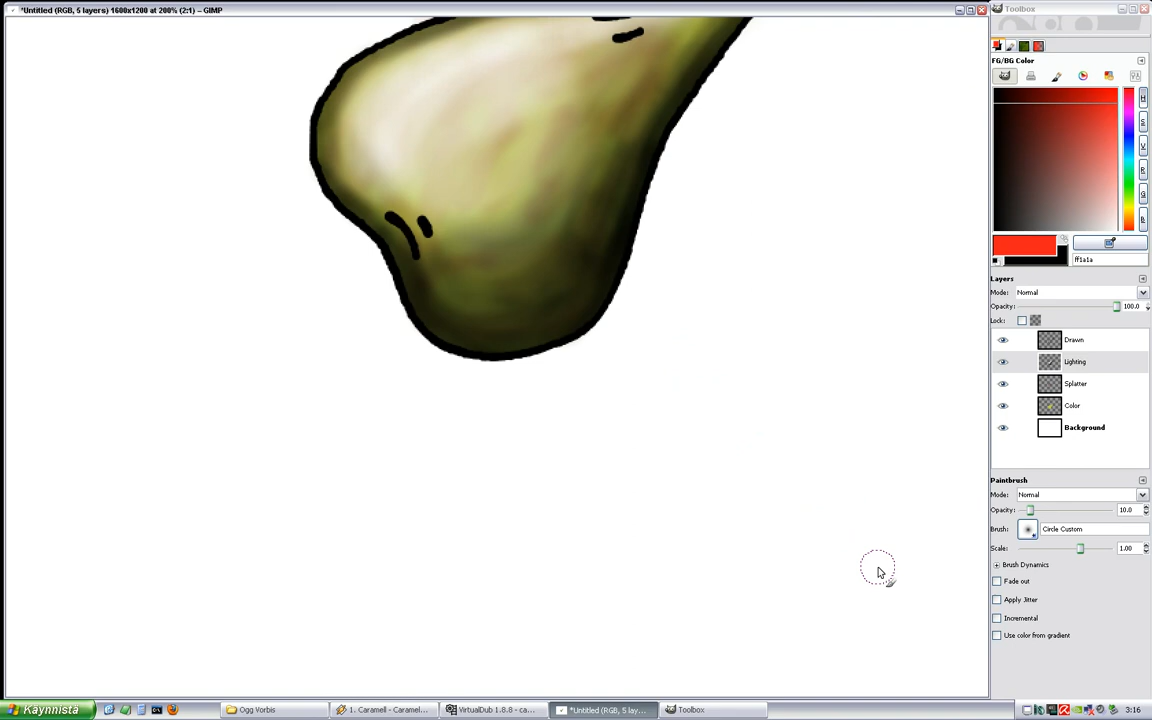 *Untitled (RGB, 5 layers) 1600x1200 at 200% (2:1) – GIMP
Toolbox
FG/BG Color
H
S
V
R
G
B
ff1a1a
Layers
Mode: Normal
Opacity: 100.0
Lock:
Drawn
Lighting
Splatter
Color
Background
Paintbrush
Mode: Normal
Opacity: 10.0
Brush: Circle Custom
Scale: 1.00
Brush Dynamics
Fade out
Apply Jitter
Incremental
Use color from gradient
Käynnistä
Ogg Vorbis
1. Caramell - Caramel...
VirtualDub 1.8.8 - ca...
*Untitled (RGB, 5 lay...
Toolbox
3:16